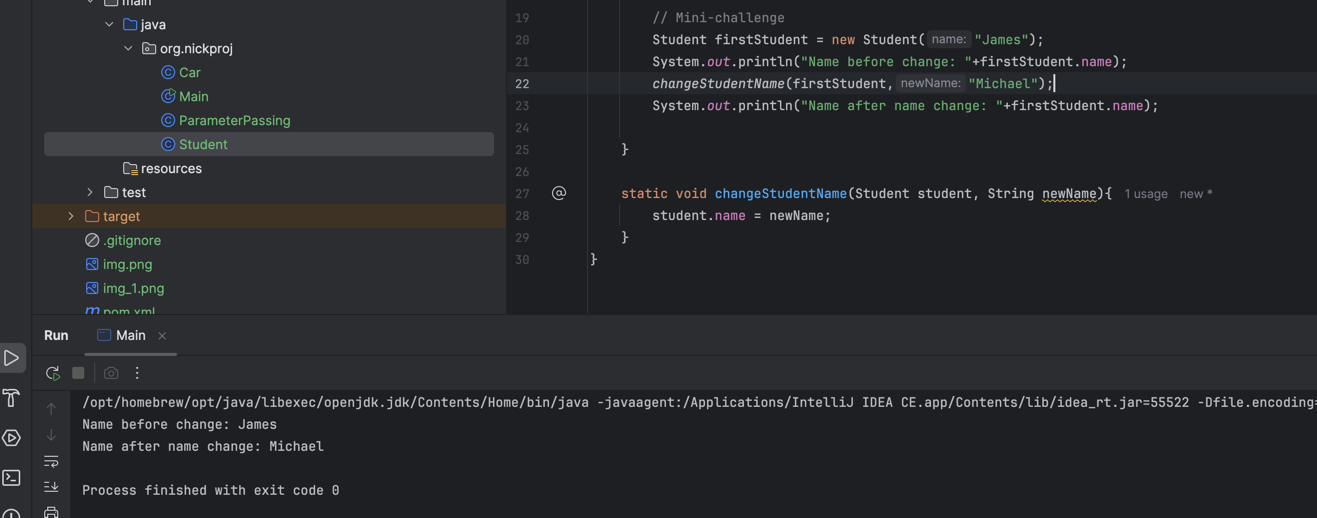 main
java
org.nickproj
Car
Main
ParameterPassing
Student
resources
test
target
.gitignore
img.png
img_1.png
pom.xml
19 // Mini-challenge
20 Student firstStudent = new Student( name: "James");
21 System.out.println("Name before change: "+firstStudent.name);
22 changeStudentName(firstStudent, newName: "Michael");
23 System.out.println("Name after name change: "+firstStudent.name);
24
25 }
26
27 @ static void changeStudentName(Student student, String newName){ 1 usage new *
28 student.name = newName;
29 }
30 }
Run Main
/opt/homebrew/opt/java/libexec/openjdk.jdk/Contents/Home/bin/java -javaagent:/Applications/IntelliJ IDEA CE.app/Contents/lib/idea_rt.jar=55522 -Dfile.encoding=
Name before change: James
Name after name change: Michael
Process finished with exit code 0